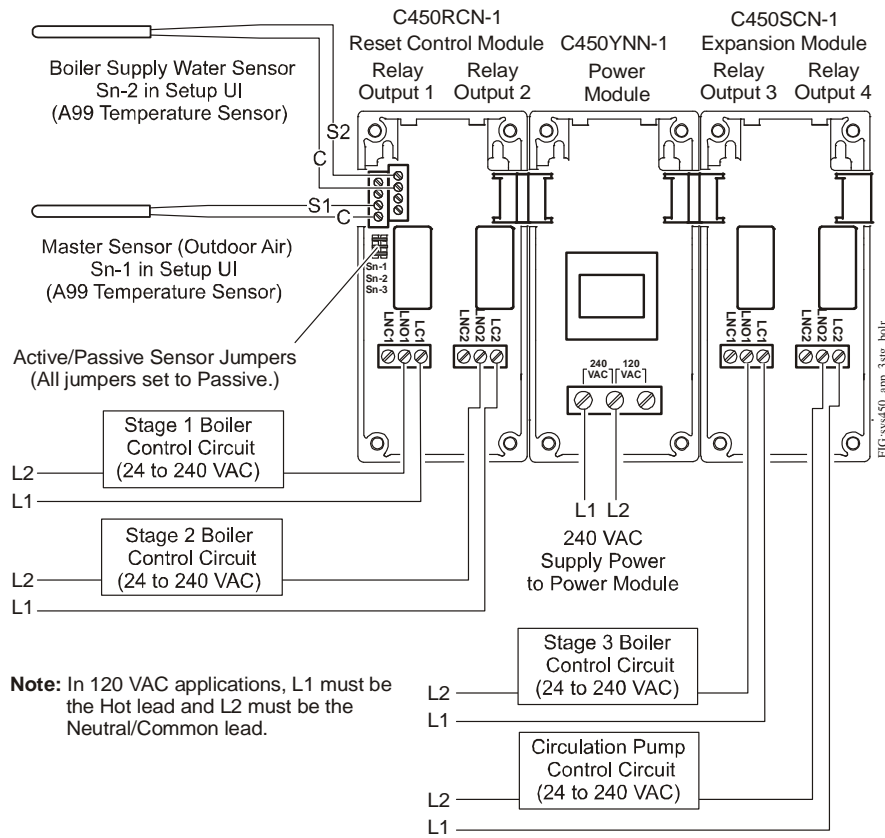 C450RCN-1
Reset Control Module
C450YNN-1
Power
Module
C450SCN-1
Expansion Module
Relay
Output 1
Relay
Output 2
Relay
Output 3
Relay
Output 4
Boiler Supply Water Sensor
Sn-2 in Setup UI
(A99 Temperature Sensor)
S2
C
S1
C
Master Sensor (Outdoor Air)
Sn-1 in Setup UI
(A99 Temperature Sensor)
Sn-1
Sn-2
Sn-3
LNC1
LNO1
LC1
LNC2
LNO2
LC2
240
VAC
120
VAC
LNC1
LNO1
LC1
LNC2
LNO2
LC2
Active/Passive Sensor Jumpers
(All jumpers set to Passive.)
Stage 1 Boiler
Control Circuit
(24 to 240 VAC)
L2
L1
Stage 2 Boiler
Control Circuit
(24 to 240 VAC)
L2
L1
L1 L2
240 VAC
Supply Power
to Power Module
Stage 3 Boiler
Control Circuit
(24 to 240 VAC)
L2
L1
Circulation Pump
Control Circuit
(24 to 240 VAC)
L2
L1
Note: In 120 VAC applications, L1 must be
the Hot lead and L2 must be the
Neutral/Common lead.
FIG:sys450_app_3stg_bolr